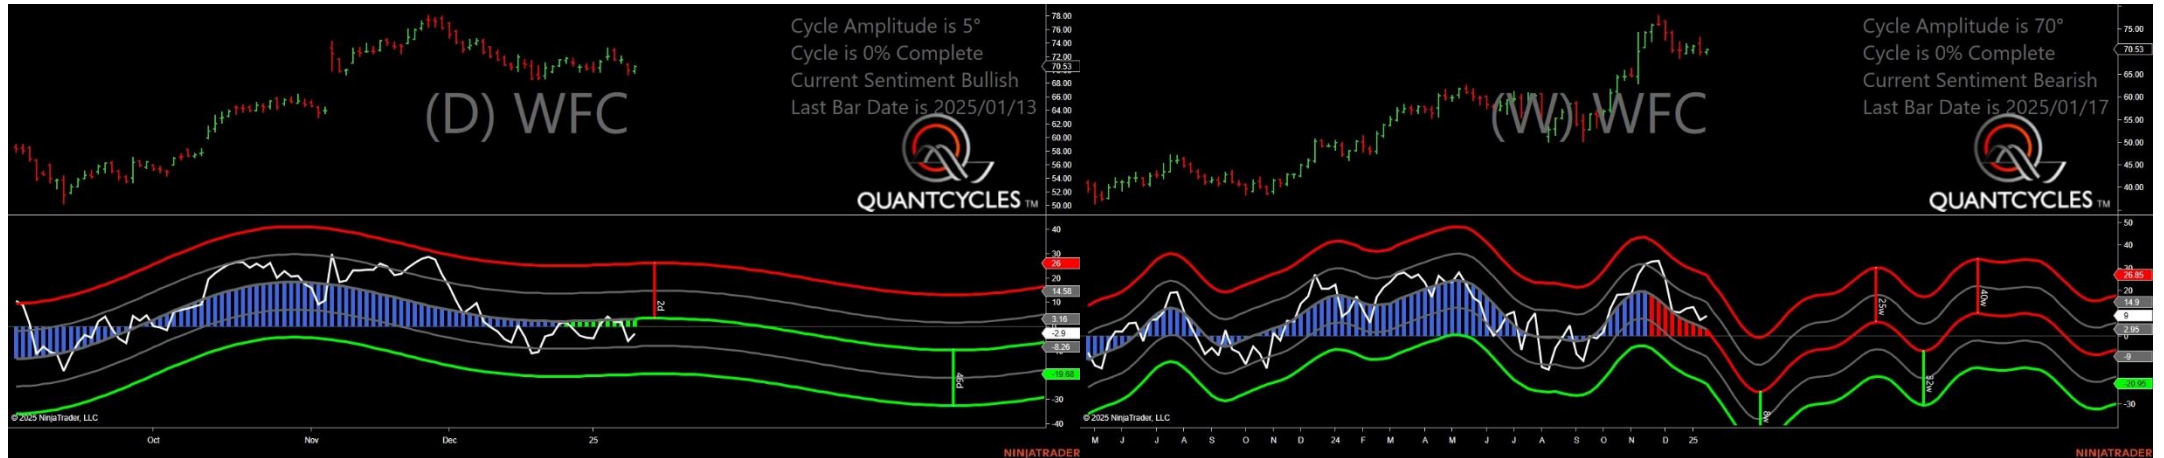 Cycle Amplitude is 5°
Cycle is 0% Complete
Current Sentiment Bullish
Last Bar Date is 2025/01/13
(D) WFC
QUANTCYCLES TM
78.00
76.00
74.00
72.00
70.53
68.00
66.00
64.00
62.00
60.00
58.00
56.00
54.00
52.00
50.00
40
30
26
20
14.58
10
3.16
-2.9
-8.26
-19.68
-30
-40
2d
46d
© 2025 NinjaTrader, LLC
Oct Nov Dec 25
NINJATRADER
Cycle Amplitude is 70°
Cycle is 0% Complete
Current Sentiment Bearish
Last Bar Date is 2025/01/17
(W) WFC
QUANTCYCLES TM
75.00
70.53
65.00
60.00
55.00
50.00
45.00
40.00
50
40
26.85
20
14.9
9
2.95
0
-9
-20.95
-30
25w
40w
32w
8w
© 2025 NinjaTrader, LLC
M J J A S O N D 24 F M A M J J A S O N D 25
NINJATRADER